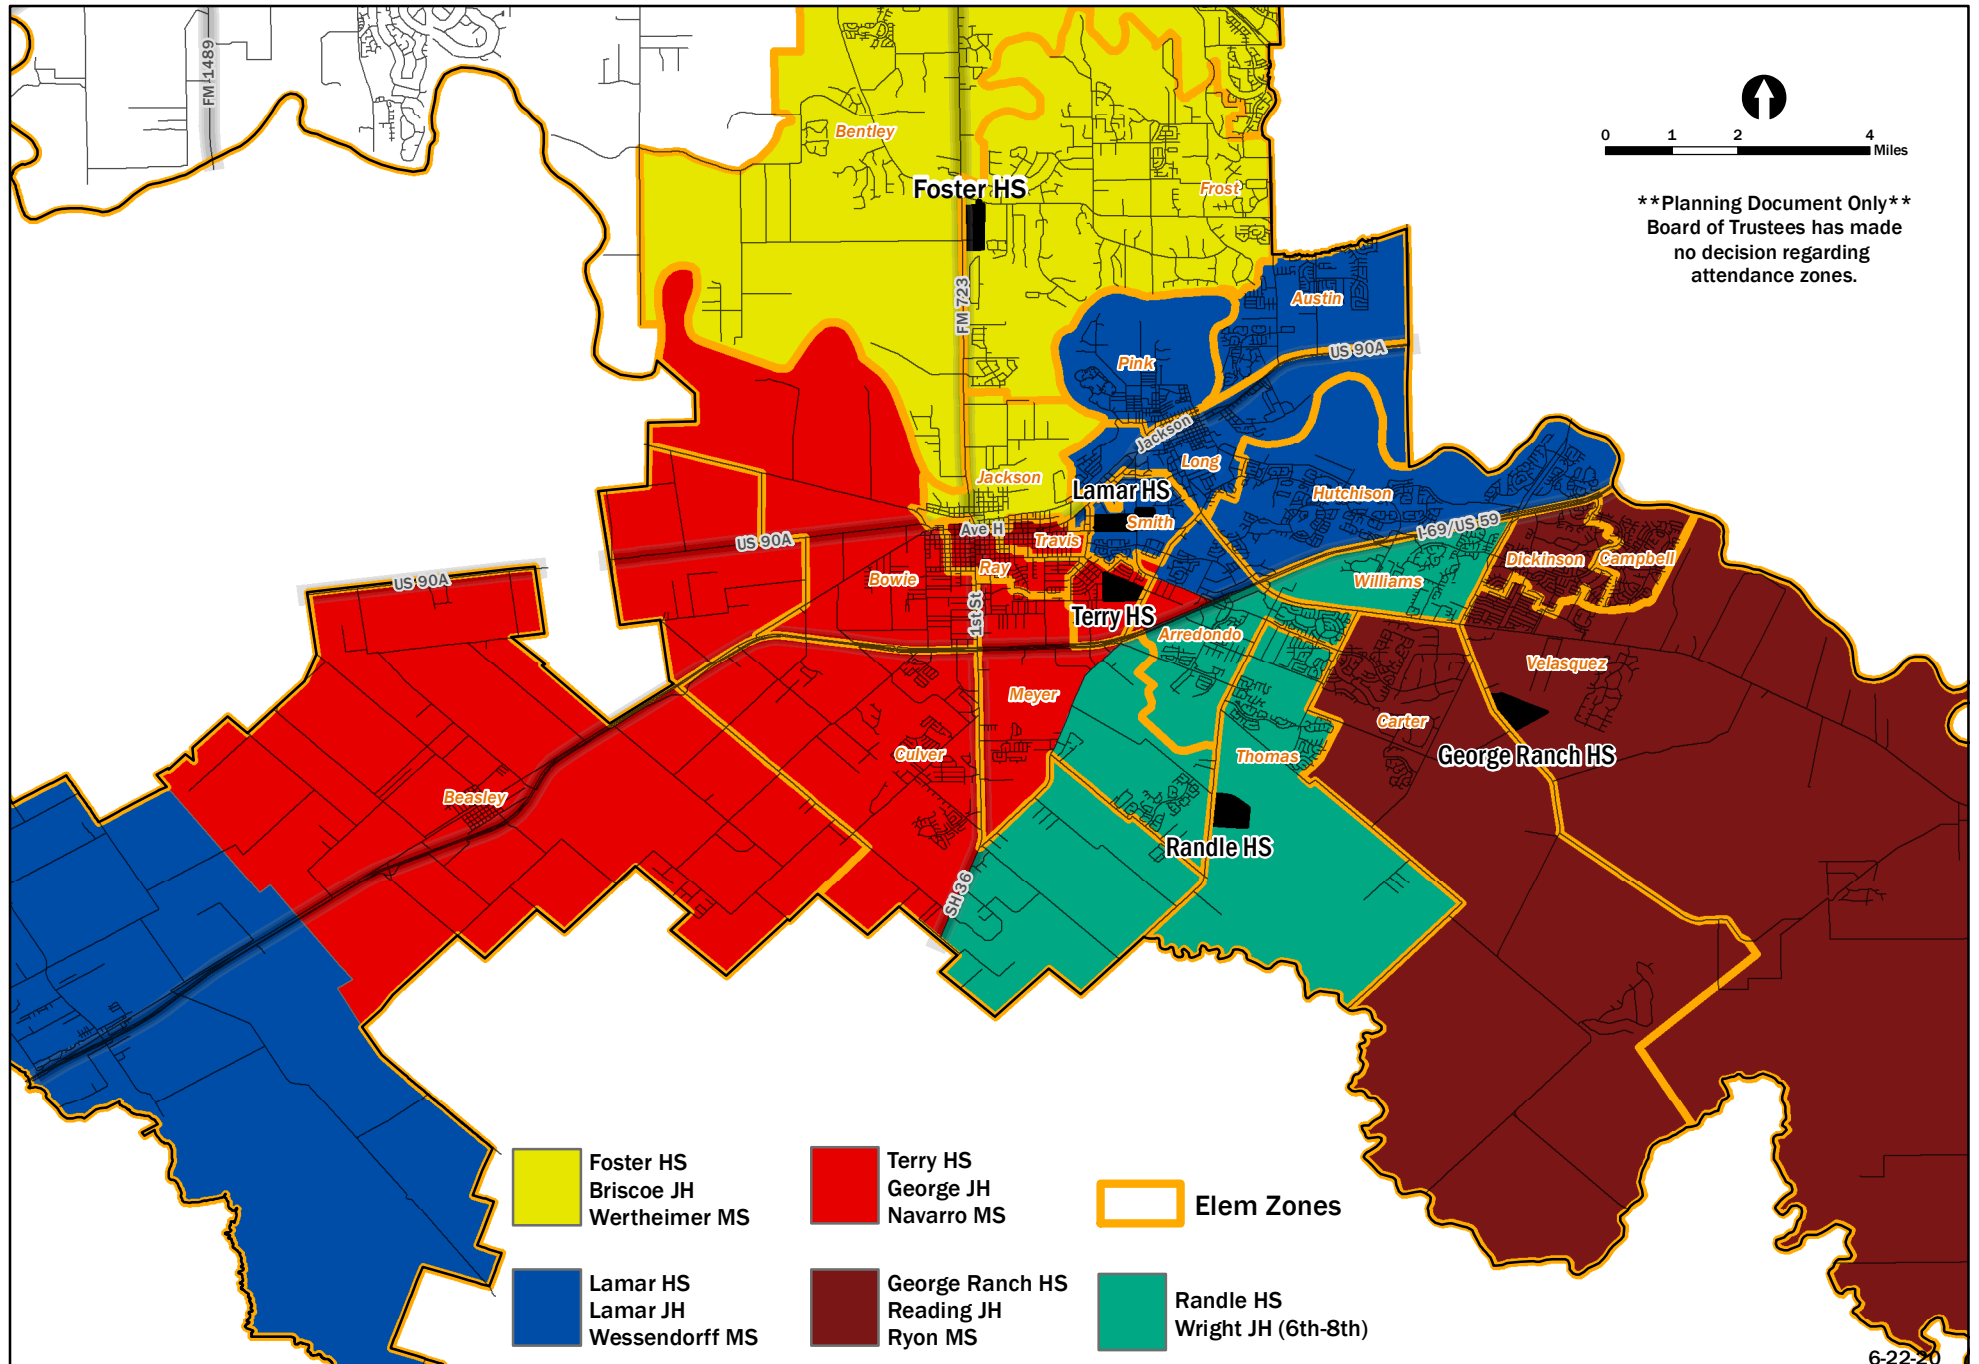 FM 1489
Bentley
Foster HS
Frost
0 1 2 4
Miles
**Planning Document Only**
Board of Trustees has made
no decision regarding
attendance zones.
FM 723
Austin
US 90A
Pink
Jackson
Long
Jackson
Lamar HS
Hutchison
Smith
Ave H
Travis
I-69/US 59
US 90A
Ray
Bowie
Dickinson
Campbell
Williams
US 90A
1st St
Terry HS
Arredondo
Velasquez
Meyer
Carter
Culver
Thomas
George Ranch HS
Beasley
Randle HS
SH 36
Foster HS
Briscoe JH
Wertheimer MS
Terry HS
George JH
Navarro MS
Elem Zones
Lamar HS
Lamar JH
Wessendorff MS
George Ranch HS
Reading JH
Ryon MS
Randle HS
Wright JH (6th-8th)
6-22-20